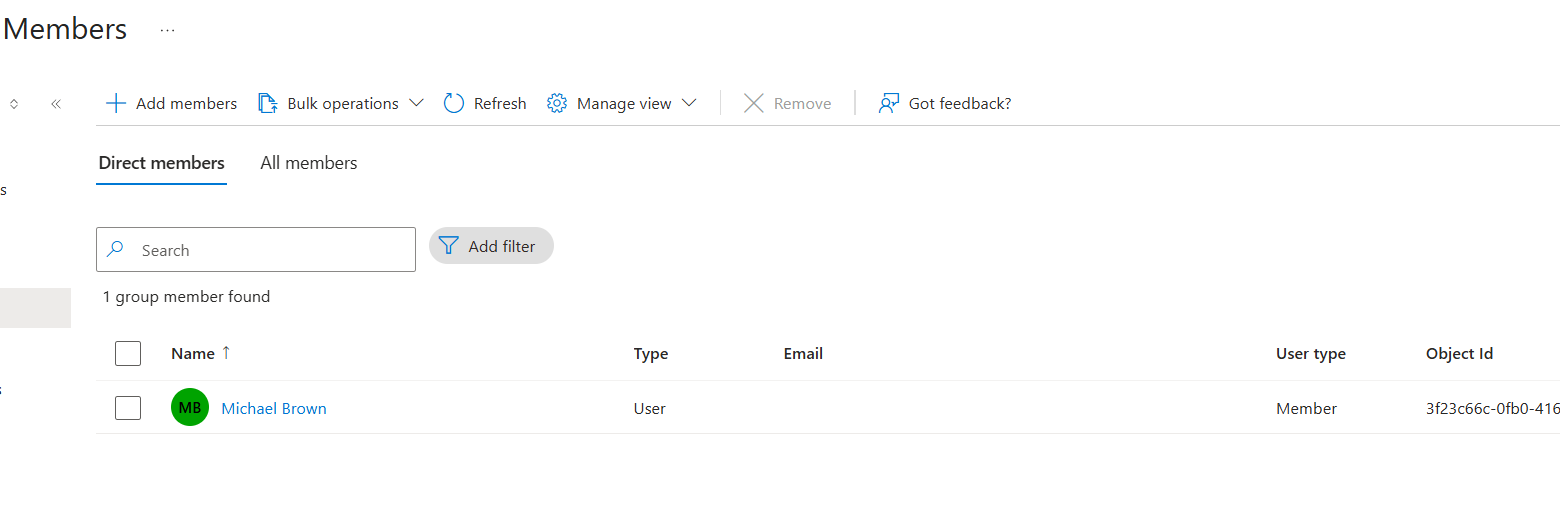 Members ...
Add members Bulk operations Refresh Manage view Remove Got feedback?
Direct members All members
s
Search Add filter
1 group member found
Name ↑ Type Email User type Object Id
s
MB Michael Brown User Member 3f23c66c-0fb0-416